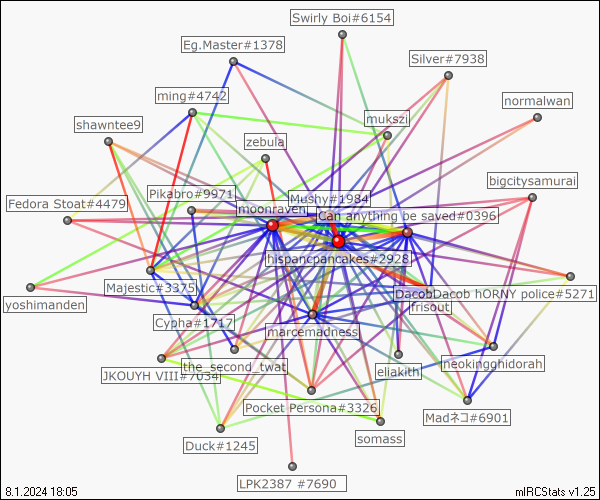 Swirly Boi#6154
Eg.Master#1378
Silver#7938
ming#4742
normalwan
shawntee9
mukszi
zebula
bigcitysamurai
Pikabro#9971
Mushy#1984
Fedora Stoat#4479
moonraven
Can anything be saved#0396
hispancpancakes#2928
Majestic#3375
DacobDacob hORNY police#5271
yoshimanden
frisout
Cypha#1717
marcemadness
the_second_twat
neokingghidorah
JKOUYH VIII#7034
eliakith
Pocket Persona#3326
Madネコ#6901
Duck#1245
somass
LPK2387 #7690
8.1.2024 18:05
mIRCStats v1.25